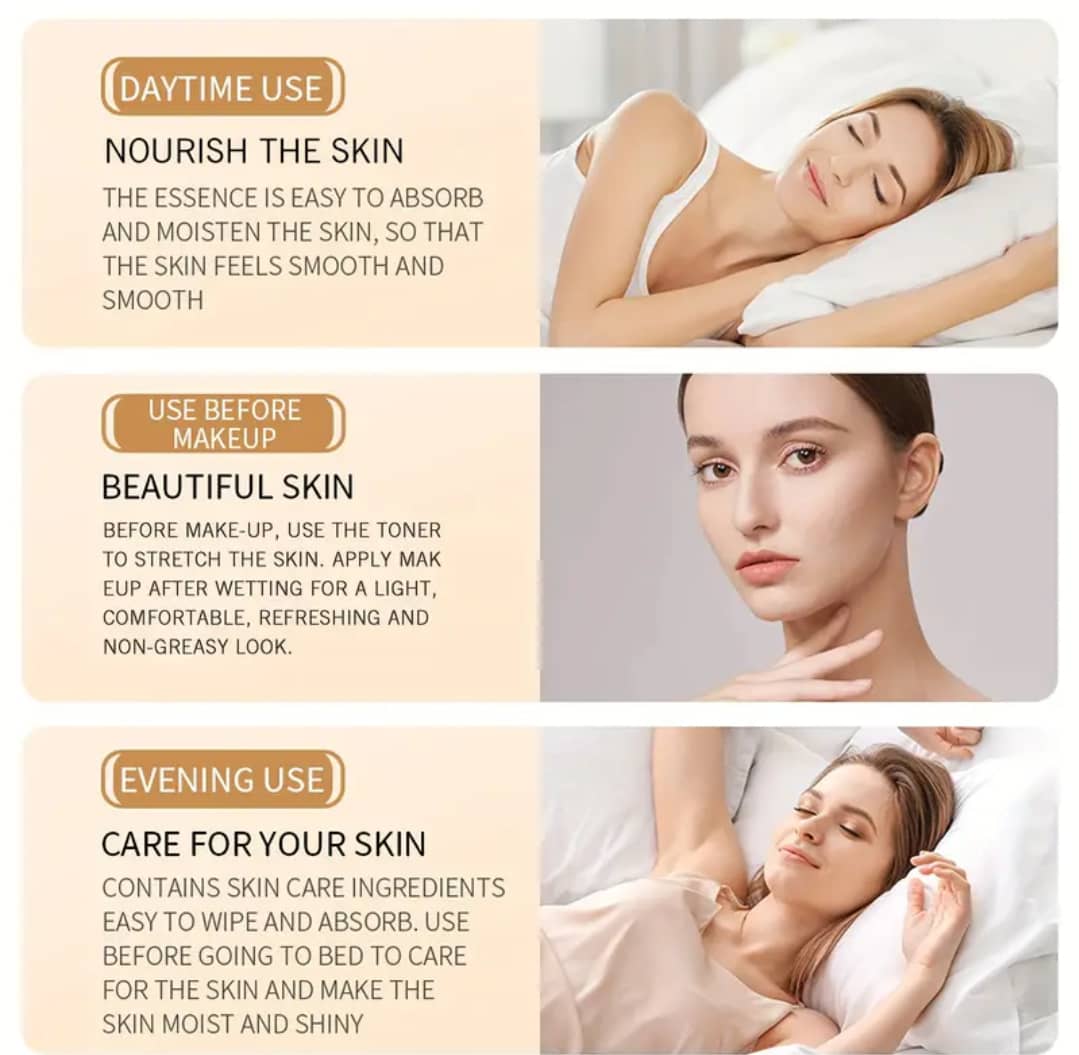 DAYTIME USE
NOURISH THE SKIN
THE ESSENCE IS EASY TO ABSORB
AND MOISTEN THE SKIN, SO THAT
THE SKIN FEELS SMOOTH AND
SMOOTH
USE BEFORE
MAKEUP
BEAUTIFUL SKIN
BEFORE MAKE-UP, USE THE TONER
TO STRETCH THE SKIN. APPLY MAK
EUP AFTER WETTING FOR A LIGHT,
COMFORTABLE, REFRESHING AND
NON-GREASY LOOK.
EVENING USE
CARE FOR YOUR SKIN
CONTAINS SKIN CARE INGREDIENTS
EASY TO WIPE AND ABSORB. USE
BEFORE GOING TO BED TO CARE
FOR THE SKIN AND MAKE THE
SKIN MOIST AND SHINY